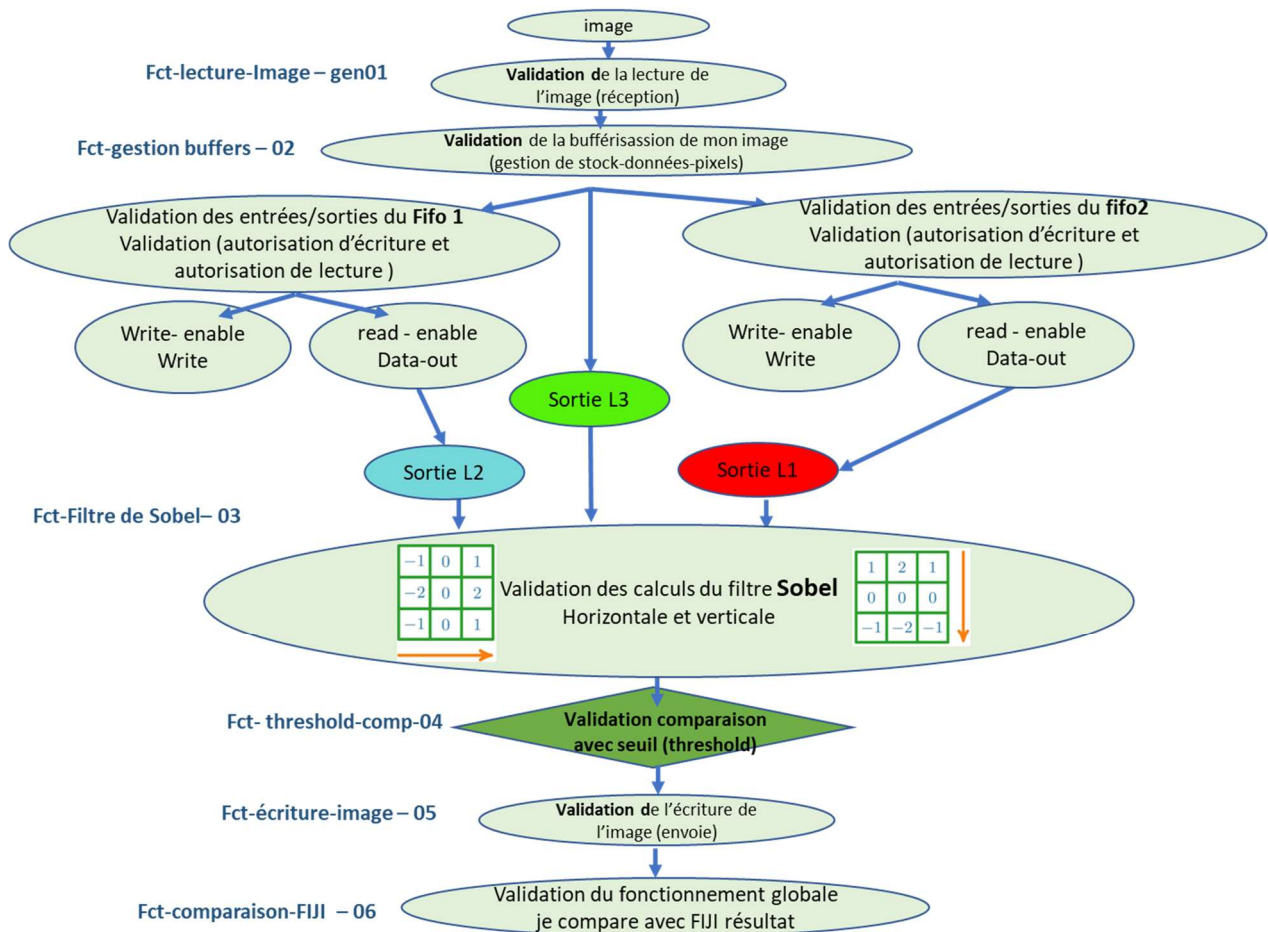 image
Fct-lecture-Image – gen01
Validation de la lecture de
l'image (réception)
Fct-gestion buffers – 02
Validation de la bufférisassion de mon image
(gestion de stock-données-pixels)
Validation des entrées/sorties du Fifo 1
Validation (autorisation d'écriture et
autorisation de lecture )
Validation des entrées/sorties du fifo2
Validation (autorisation d'écriture et
autorisation de lecture )
Write- enable
Write
read - enable
Data-out
Write- enable
Write
read - enable
Data-out
Sortie L3
Sortie L2
Sortie L1
Fct-Filtre de Sobel– 03
−1 0 1
−2 0 2
−1 0 1
Validation des calculs du filtre Sobel
Horizontale et verticale
1 2 1
0 0 0
−1 −2 −1
Fct- threshold-comp-04
Validation comparaison
avec seuil (threshold)
Fct-écriture-image – 05
Validation de l'écriture de
l'image (envoie)
Fct-comparaison-FIJI – 06
Validation du fonctionnement globale
je compare avec FIJI résultat